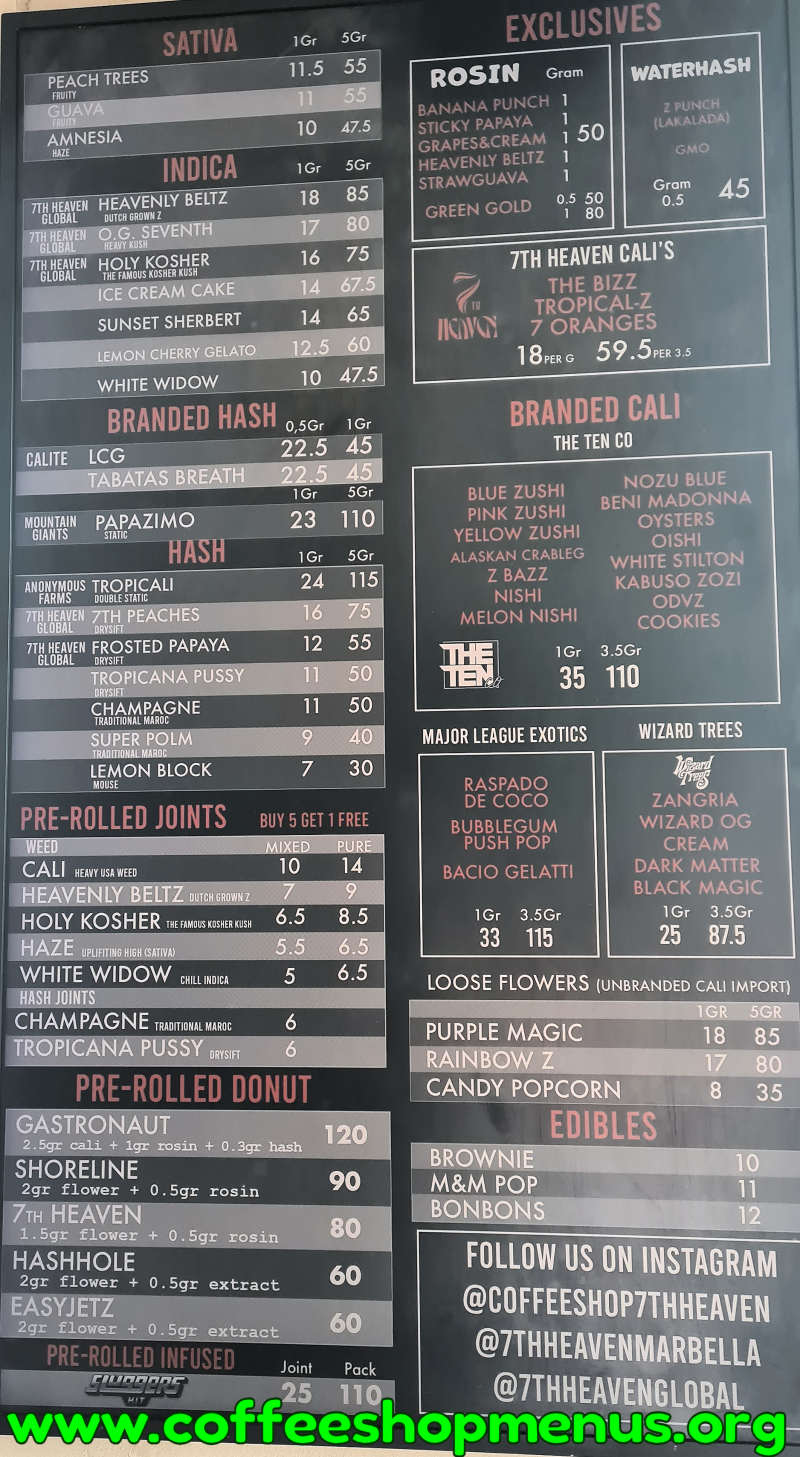 SATIVA 1Gr 5Gr
PEACH TREES 11.5 55
FRUITY
GUAVA 11 55
FRUITY
AMNESIA 10 47.5
HAZE
INDICA 1Gr 5Gr
7TH HEAVEN GLOBAL HEAVENLY BELTZ 18 85
DUTCH GROWN Z
7TH HEAVEN GLOBAL O.G. SEVENTH 17 80
HEAVY KUSH
7TH HEAVEN GLOBAL HOLY KOSHER 16 75
THE FAMOUS KOSHER KUSH
ICE CREAM CAKE 14 67.5
SUNSET SHERBERT 14 65
LEMON CHERRY GELATO 12.5 60
WHITE WIDOW 10 47.5
BRANDED HASH 0,5Gr 1Gr
CALITE LCG 22.5 45
TABATAS BREATH 22.5 45
1Gr 5Gr
MOUNTAIN GIANTS PAPAZIMO 23 110
STATIC
HASH 1Gr 5Gr
ANONYMOUS FARMS TROPICALI 24 115
DOUBLE STATIC
7TH HEAVEN GLOBAL 7TH PEACHES 16 75
DRYSIFT
7TH HEAVEN GLOBAL FROSTED PAPAYA 12 55
DRYSIFT
TROPICANA PUSSY 11 50
DRYSIFT
CHAMPAGNE 11 50
TRADITIONAL MAROC
SUPER POLM 9 40
TRADITIONAL MAROC
LEMON BLOCK 7 30
MOUSE
PRE-ROLLED JOINTS BUY 5 GET 1 FREE
WEED MIXED PURE
CALI HEAVY USA WEED 10 14
HEAVENLY BELTZ DUTCH GROWN Z 7 9
HOLY KOSHER THE FAMOUS KOSHER KUSH 6.5 8.5
HAZE UPLIFITING HIGH (SATIVA) 5.5 6.5
WHITE WIDOW CHILL INDICA 5 6.5
HASH JOINTS
CHAMPAGNE TRADITIONAL MAROC 6
TROPICANA PUSSY DRYSIFT 6
PRE-ROLLED DONUT
GASTRONAUT 120
2.5gr cali + 1gr rosin + 0.3gr hash
SHORELINE 90
2gr flower + 0.5gr rosin
7TH HEAVEN 80
1.5gr flower + 0.5gr rosin
HASHHOLE 60
2gr flower + 0.5gr extract
EASYJETZ 60
2gr flower + 0.5gr extract
PRE-ROLLED INFUSED Joint Pack
SLUGGERS HIT 25 110
EXCLUSIVES
ROSIN Gram
BANANA PUNCH 1
STICKY PAPAYA 1
GRAPES&CREAM 1 50
HEAVENLY BELTZ 1
STRAWGUAVA 1
GREEN GOLD 0.5 50
1 80
WATERHASH
Z PUNCH
(LAKALADA)
GMO
Gram
0.5 45
7TH HEAVEN CALI'S
7TH HEAVEN
THE BIZZ
TROPICAL-Z
7 ORANGES
18 PER G 59.5 PER 3.5
BRANDED CALI
THE TEN CO
BLUE ZUSHI
PINK ZUSHI
YELLOW ZUSHI
ALASKAN CRABLEG
Z BAZZ
NISHI
MELON NISHI
NOZU BLUE
BENI MADONNA
OYSTERS
OISHI
WHITE STILTON
KABUSO ZOZI
ODVZ
COOKIES
THE TEN CO
1Gr 3.5Gr
35 110
MAJOR LEAGUE EXOTICS
RASPADO
DE COCO
BUBBLEGUM
PUSH POP
BACIO GELATTI
1Gr 3.5Gr
33 115
WIZARD TREES
Wizard Trees
ZANGRIA
WIZARD OG
CREAM
DARK MATTER
BLACK MAGIC
1Gr 3.5Gr
25 87.5
LOOSE FLOWERS (UNBRANDED CALI IMPORT)
1GR 5GR
PURPLE MAGIC 18 85
RAINBOW Z 17 80
CANDY POPCORN 8 35
EDIBLES
BROWNIE 10
M&M POP 11
BONBONS 12
FOLLOW US ON INSTAGRAM
@COFFEESHOP7THHEAVEN
@7THHEAVENMARBELLA
@7THHEAVENGLOBAL
www.coffeeshopmenus.org